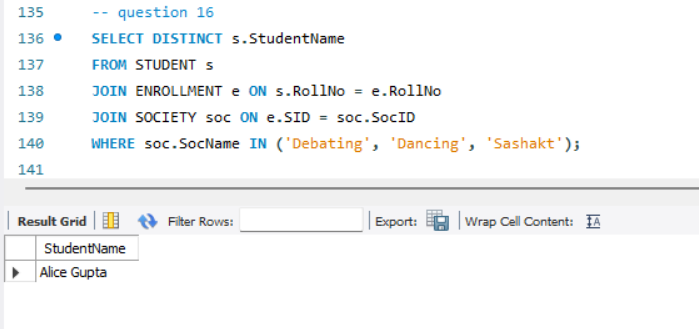 135 -- question 16
136 SELECT DISTINCT s.StudentName
137 FROM STUDENT s
138 JOIN ENROLLMENT e ON s.RollNo = e.RollNo
139 JOIN SOCIETY soc ON e.SID = soc.SocID
140 WHERE soc.SocName IN ('Debating', 'Dancing', 'Sashakt');
141
Result Grid Filter Rows: Export: Wrap Cell Content: IA
StudentName
Alice Gupta